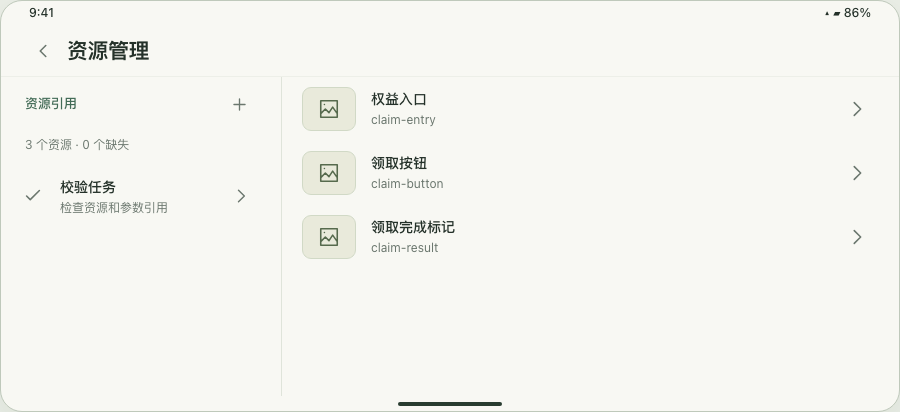 9:41
86%
资源管理
资源引用
3 个资源 · 0 个缺失
校验任务
检查资源和参数引用
权益入口
claim-entry
领取按钮
claim-button
领取完成标记
claim-result